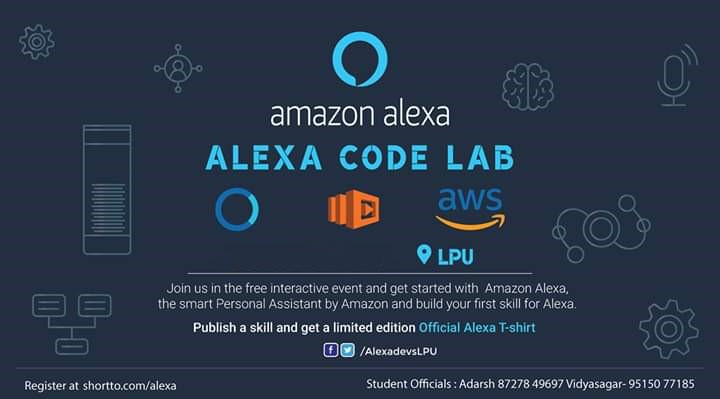 amazon alexa
ALEXA CODE LAB
aws
LPU
Join us in the free interactive event and get started with Amazon Alexa,
the smart Personal Assistant by Amazon and build your first skill for Alexa.
Publish a skill and get a limited edition Official Alexa T-shirt
/AlexadevsLPU
Register at shortto.com/alexa
Student Officials : Adarsh 87278 49697 Vidyasagar- 95150 77185